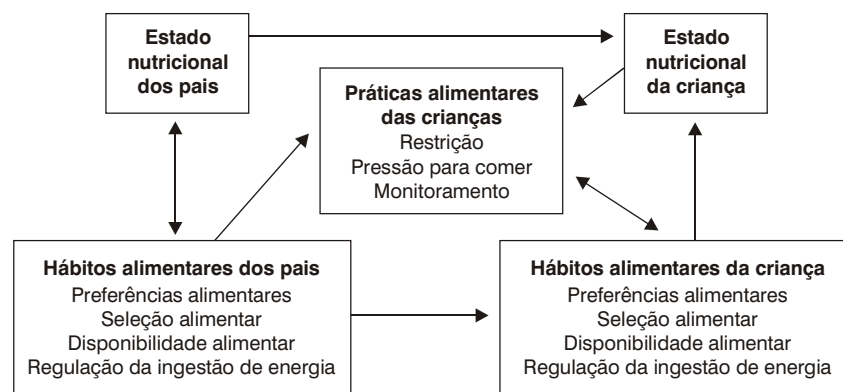 Estado
nutricional
dos pais
Estado
nutricional
da criança
Práticas alimentares
das crianças
Restrição
Pressão para comer
Monitoramento
Hábitos alimentares dos pais
Preferências alimentares
Seleção alimentar
Disponibilidade alimentar
Regulação da ingestão de energia
Hábitos alimentares da criança
Preferências alimentares
Seleção alimentar
Disponibilidade alimentar
Regulação da ingestão de energia